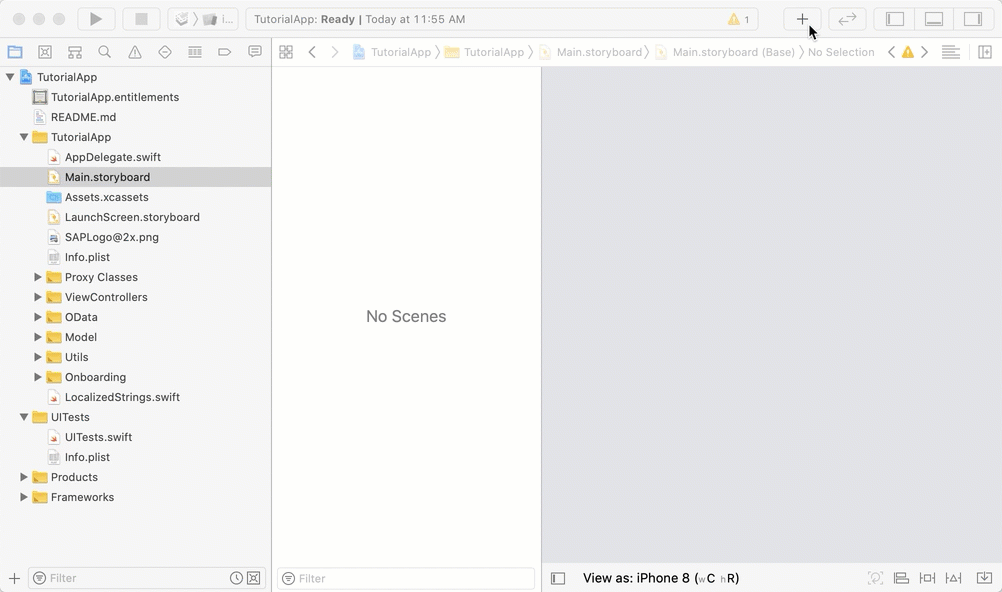 i...
TutorialApp: Ready | Today at 11:55 AM
1
TutorialApp
TutorialApp
Main.storyboard
Main.storyboard (Base)
No Selection
TutorialApp
TutorialApp.entitlements
README.md
TutorialApp
AppDelegate.swift
Main.storyboard
Assets.xcassets
LaunchScreen.storyboard
SAPLogo@2x.png
Info.plist
Proxy Classes
ViewControllers
OData
Model
Utils
Onboarding
LocalizedStrings.swift
UITests
UITests.swift
Info.plist
Products
Frameworks
No Scenes
Filter
Filter
View as: iPhone 8 (wC hR)